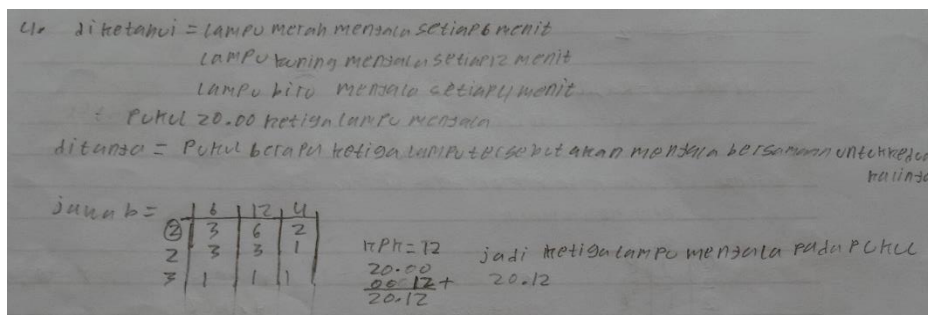 4. diketahui = lampu merah menyala setiap 6 menit
lampu kuning menyala setiap 12 menit
lampu biru menyala setiap 4 menit
Pukul 20.00 ketiga lampu menyala
ditanya = Pukul berapa ketiga lampu tersebut akan menyala bersamaan untuk kedua
kalinya
jawab =
6 12 4
2 3 6 2
2 3 3 1
3 1 1 1
KPK = 12
20.00
00 12 +
20.12
jadi ketiga lampu menyala pada pukul
20.12